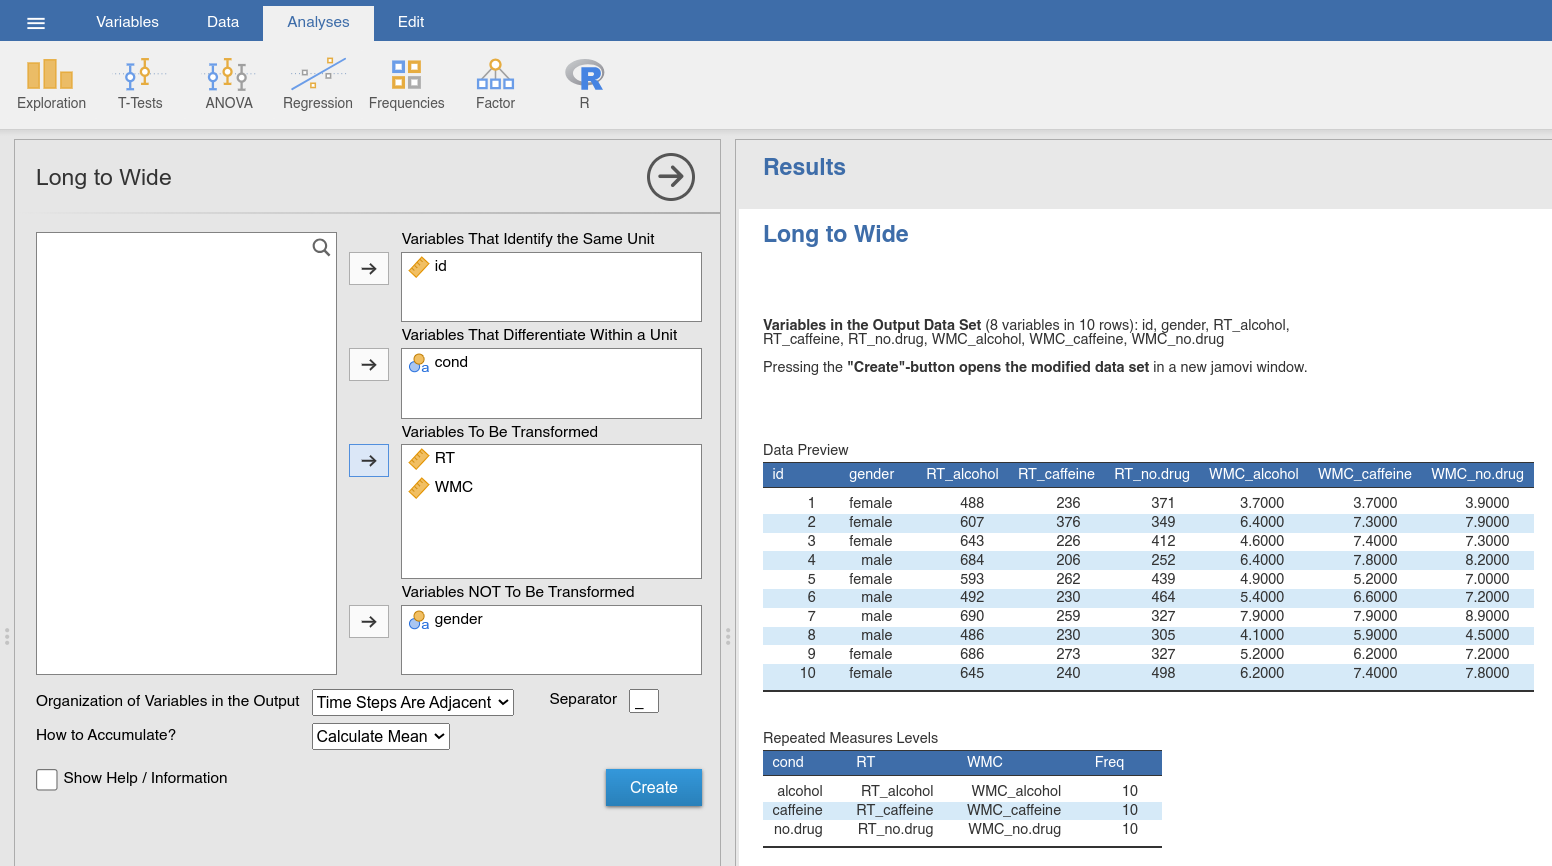 Variables Data Analyses Edit
Exploration T-Tests ANOVA Regression Frequencies Factor R
Long to Wide
Variables That Identify the Same Unit
id
Variables That Differentiate Within a Unit
a cond
Variables To Be Transformed
RT
WMC
Variables NOT To Be Transformed
a gender
Organization of Variables in the Output Time Steps Are Adjacent Separator _
How to Accumulate? Calculate Mean
Show Help / Information
Create
Results
Long to Wide
Variables in the Output Data Set (8 variables in 10 rows): id, gender, RT_alcohol,
RT_caffeine, RT_no.drug, WMC_alcohol, WMC_caffeine, WMC_no.drug
Pressing the "Create"-button opens the modified data set in a new jamovi window.
Data Preview
id gender RT_alcohol RT_caffeine RT_no.drug WMC_alcohol WMC_caffeine WMC_no.drug
1 female 488 236 371 3.7000 3.7000 3.9000
2 female 607 376 349 6.4000 7.3000 7.9000
3 female 643 226 412 4.6000 7.4000 7.3000
4 male 684 206 252 6.4000 7.8000 8.2000
5 female 593 262 439 4.9000 5.2000 7.0000
6 male 492 230 464 5.4000 6.6000 7.2000
7 male 690 259 327 7.9000 7.9000 8.9000
8 male 486 230 305 4.1000 5.9000 4.5000
9 female 686 273 327 5.2000 6.2000 7.2000
10 female 645 240 498 6.2000 7.4000 7.8000
Repeated Measures Levels
cond RT WMC Freq
alcohol RT_alcohol WMC_alcohol 10
caffeine RT_caffeine WMC_caffeine 10
no.drug RT_no.drug WMC_no.drug 10